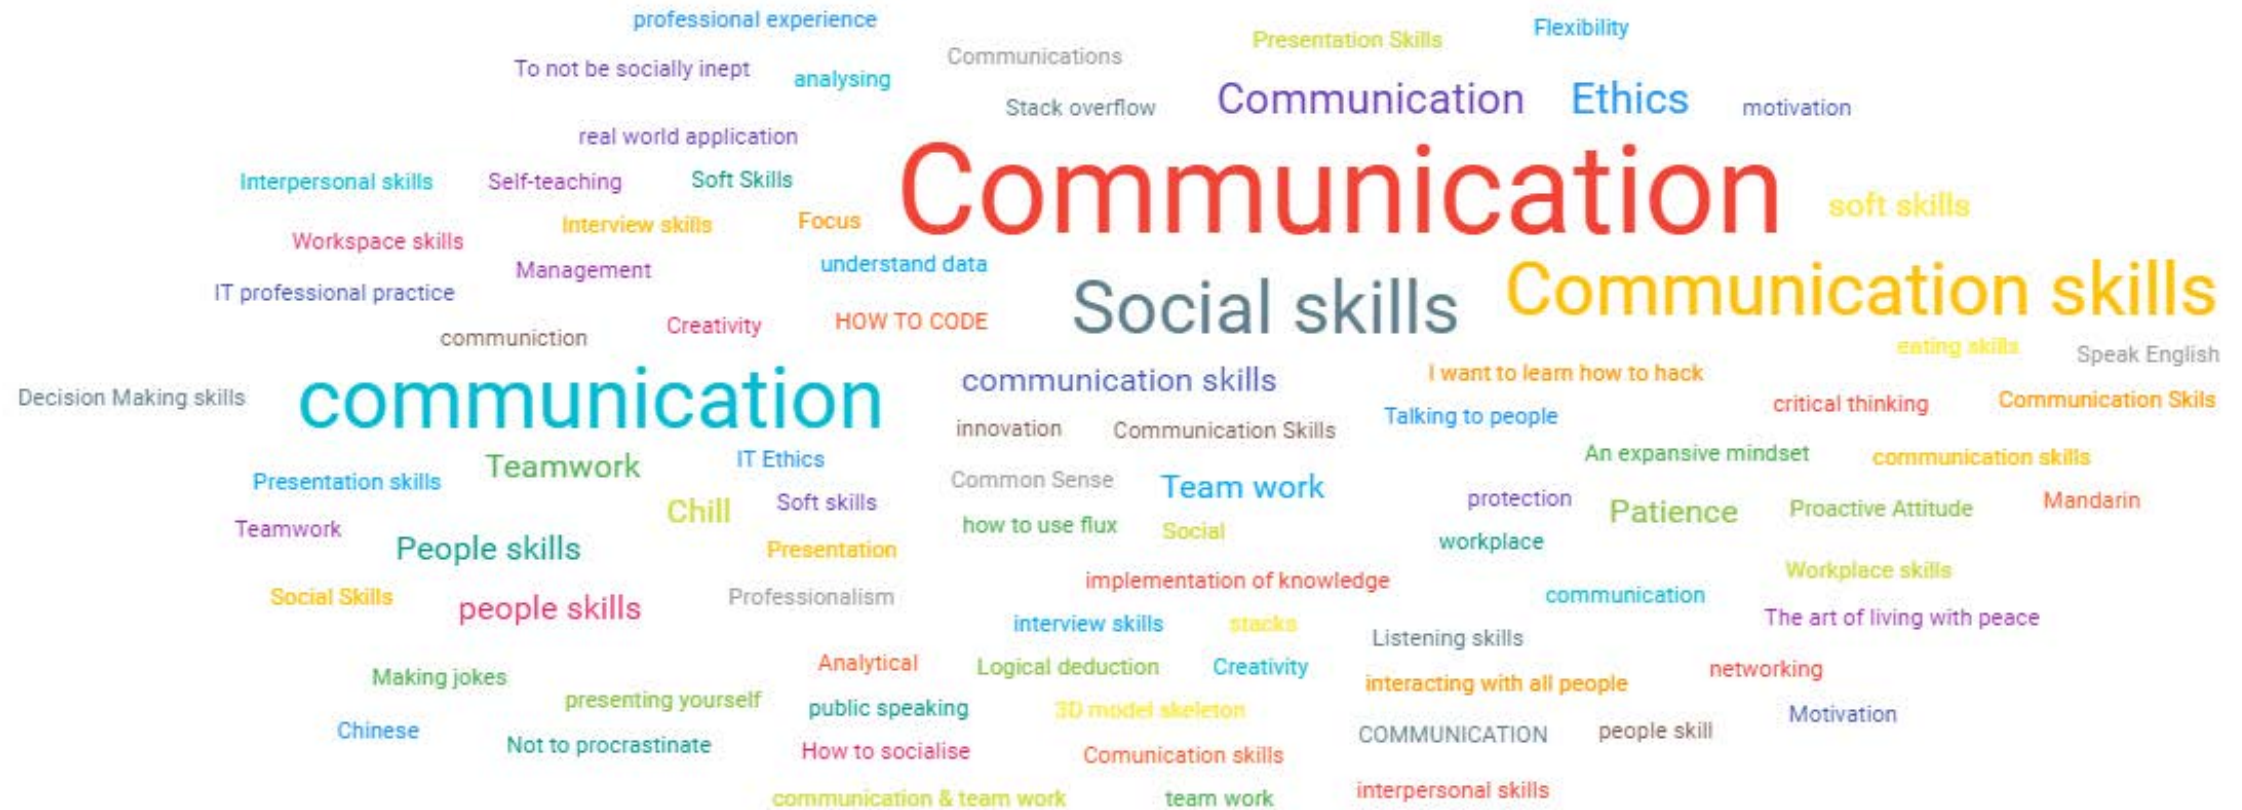 professional experience
Flexibility
Presentation Skills
Communications
To not be socially inept
analysing
Communication
Ethics
Stack overflow
motivation
real world application
Communication
Interpersonal skills
Self-teaching
Soft Skills
soft skills
Interview skills
Focus
Workspace skills
understand data
Management
Communication skills
IT professional practice
Social skills
HOW TO CODE
Creativity
communiction
eating skills
Speak English
I want to learn how to hack
communication skills
Decision Making skills
communication
Communication Skils
critical thinking
Talking to people
innovation
Communication Skills
An expansive mindset
communication skills
IT Ethics
Teamwork
Presentation skills
Common Sense
Team work
protection
Mandarin
Soft skills
Chill
Patience
Proactive Attitude
how to use flux
Social
Teamwork
workplace
People skills
Presentation
Workplace skills
implementation of knowledge
communication
Social Skills
people skills
Professionalism
The art of living with peace
interview skills
stacks
Listening skills
Analytical
Logical deduction
Creativity
networking
Making jokes
interacting with all people
presenting yourself
public speaking
3D model skeleton
Motivation
Chinese
people skill
COMMUNICATION
Not to procrastinate
How to socialise
Comunication skills
interpersonal skills
communication & team work
team work